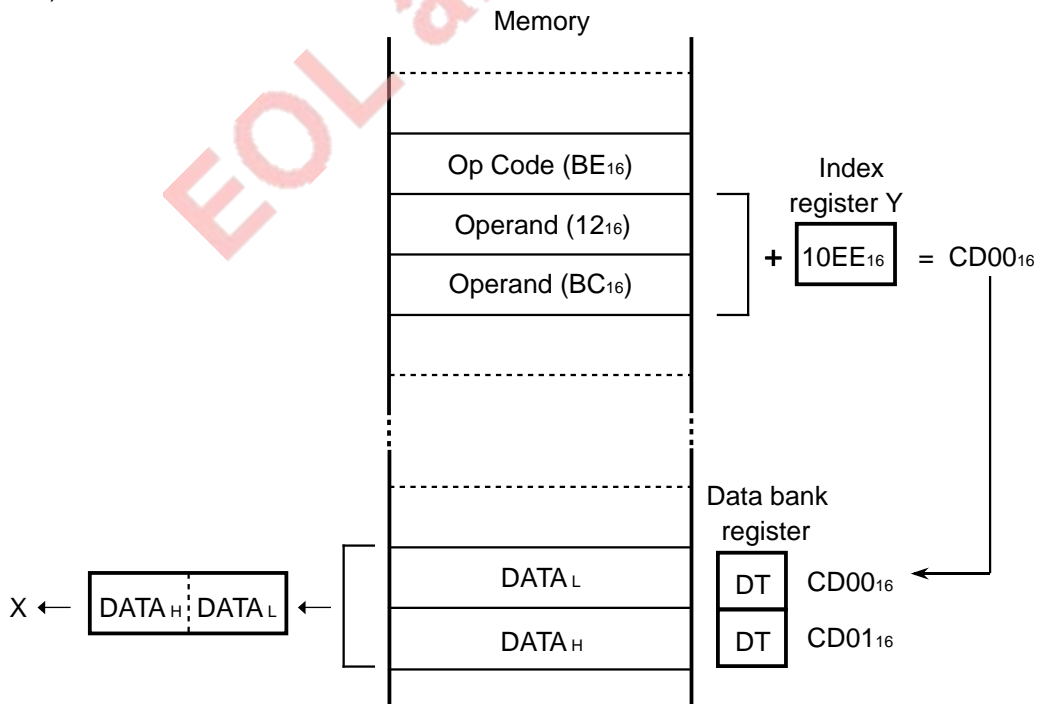 Memory
EOL a
Op Code (BE16)
Operand (1216)
Operand (BC16)
Index
register Y
+ 10EE16 = CD0016
Data bank
register
DATA L
DT CD0016
X ← DATA H DATA L ←
DATA H
DT CD0116